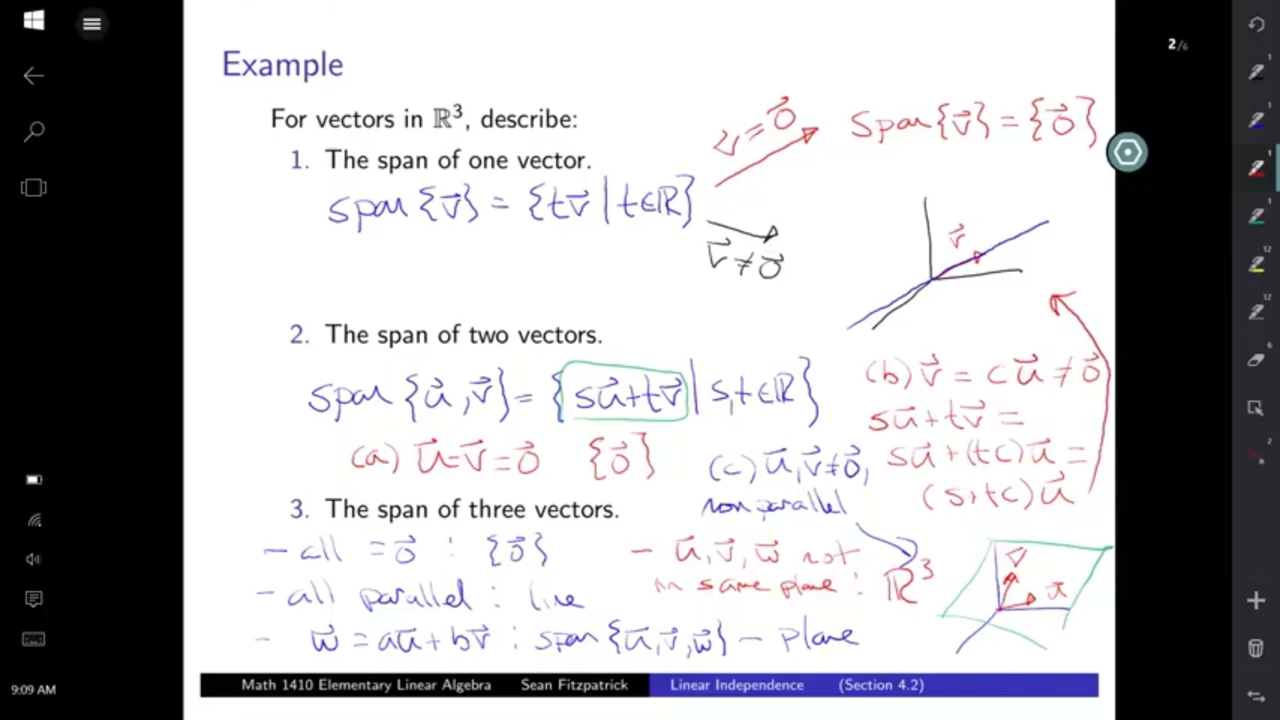 2/6
Example
For vectors in ℝ³, describe:
v⃗ = 0⃗
Span{v⃗} = {0⃗}
1. The span of one vector.
span{v⃗} = {tv⃗ | t∈ℝ}
v⃗ ≠ 0⃗
v⃗
2. The span of two vectors.
span{u⃗,v⃗} = {su⃗+tv⃗ | s,t∈ℝ}
(a) u⃗=v⃗=0⃗ {0⃗}
(b) v⃗ = cu⃗ ≠ 0⃗
su⃗+tv⃗ =
su⃗+(tc)u⃗ =
(s+tc)u⃗
(c) u⃗,v⃗≠0⃗,
non parallel
3. The span of three vectors.
- all = 0⃗ : {0⃗}
- all parallel : line
- w⃗ = au⃗+bv⃗ : span{u⃗,v⃗,w⃗} - plane
- u⃗,v⃗,w⃗ not
in same plane : ℝ³
v⃗
u⃗
Math 1410 Elementary Linear Algebra Sean Fitzpatrick Linear Independence (Section 4.2)
9:09 AM